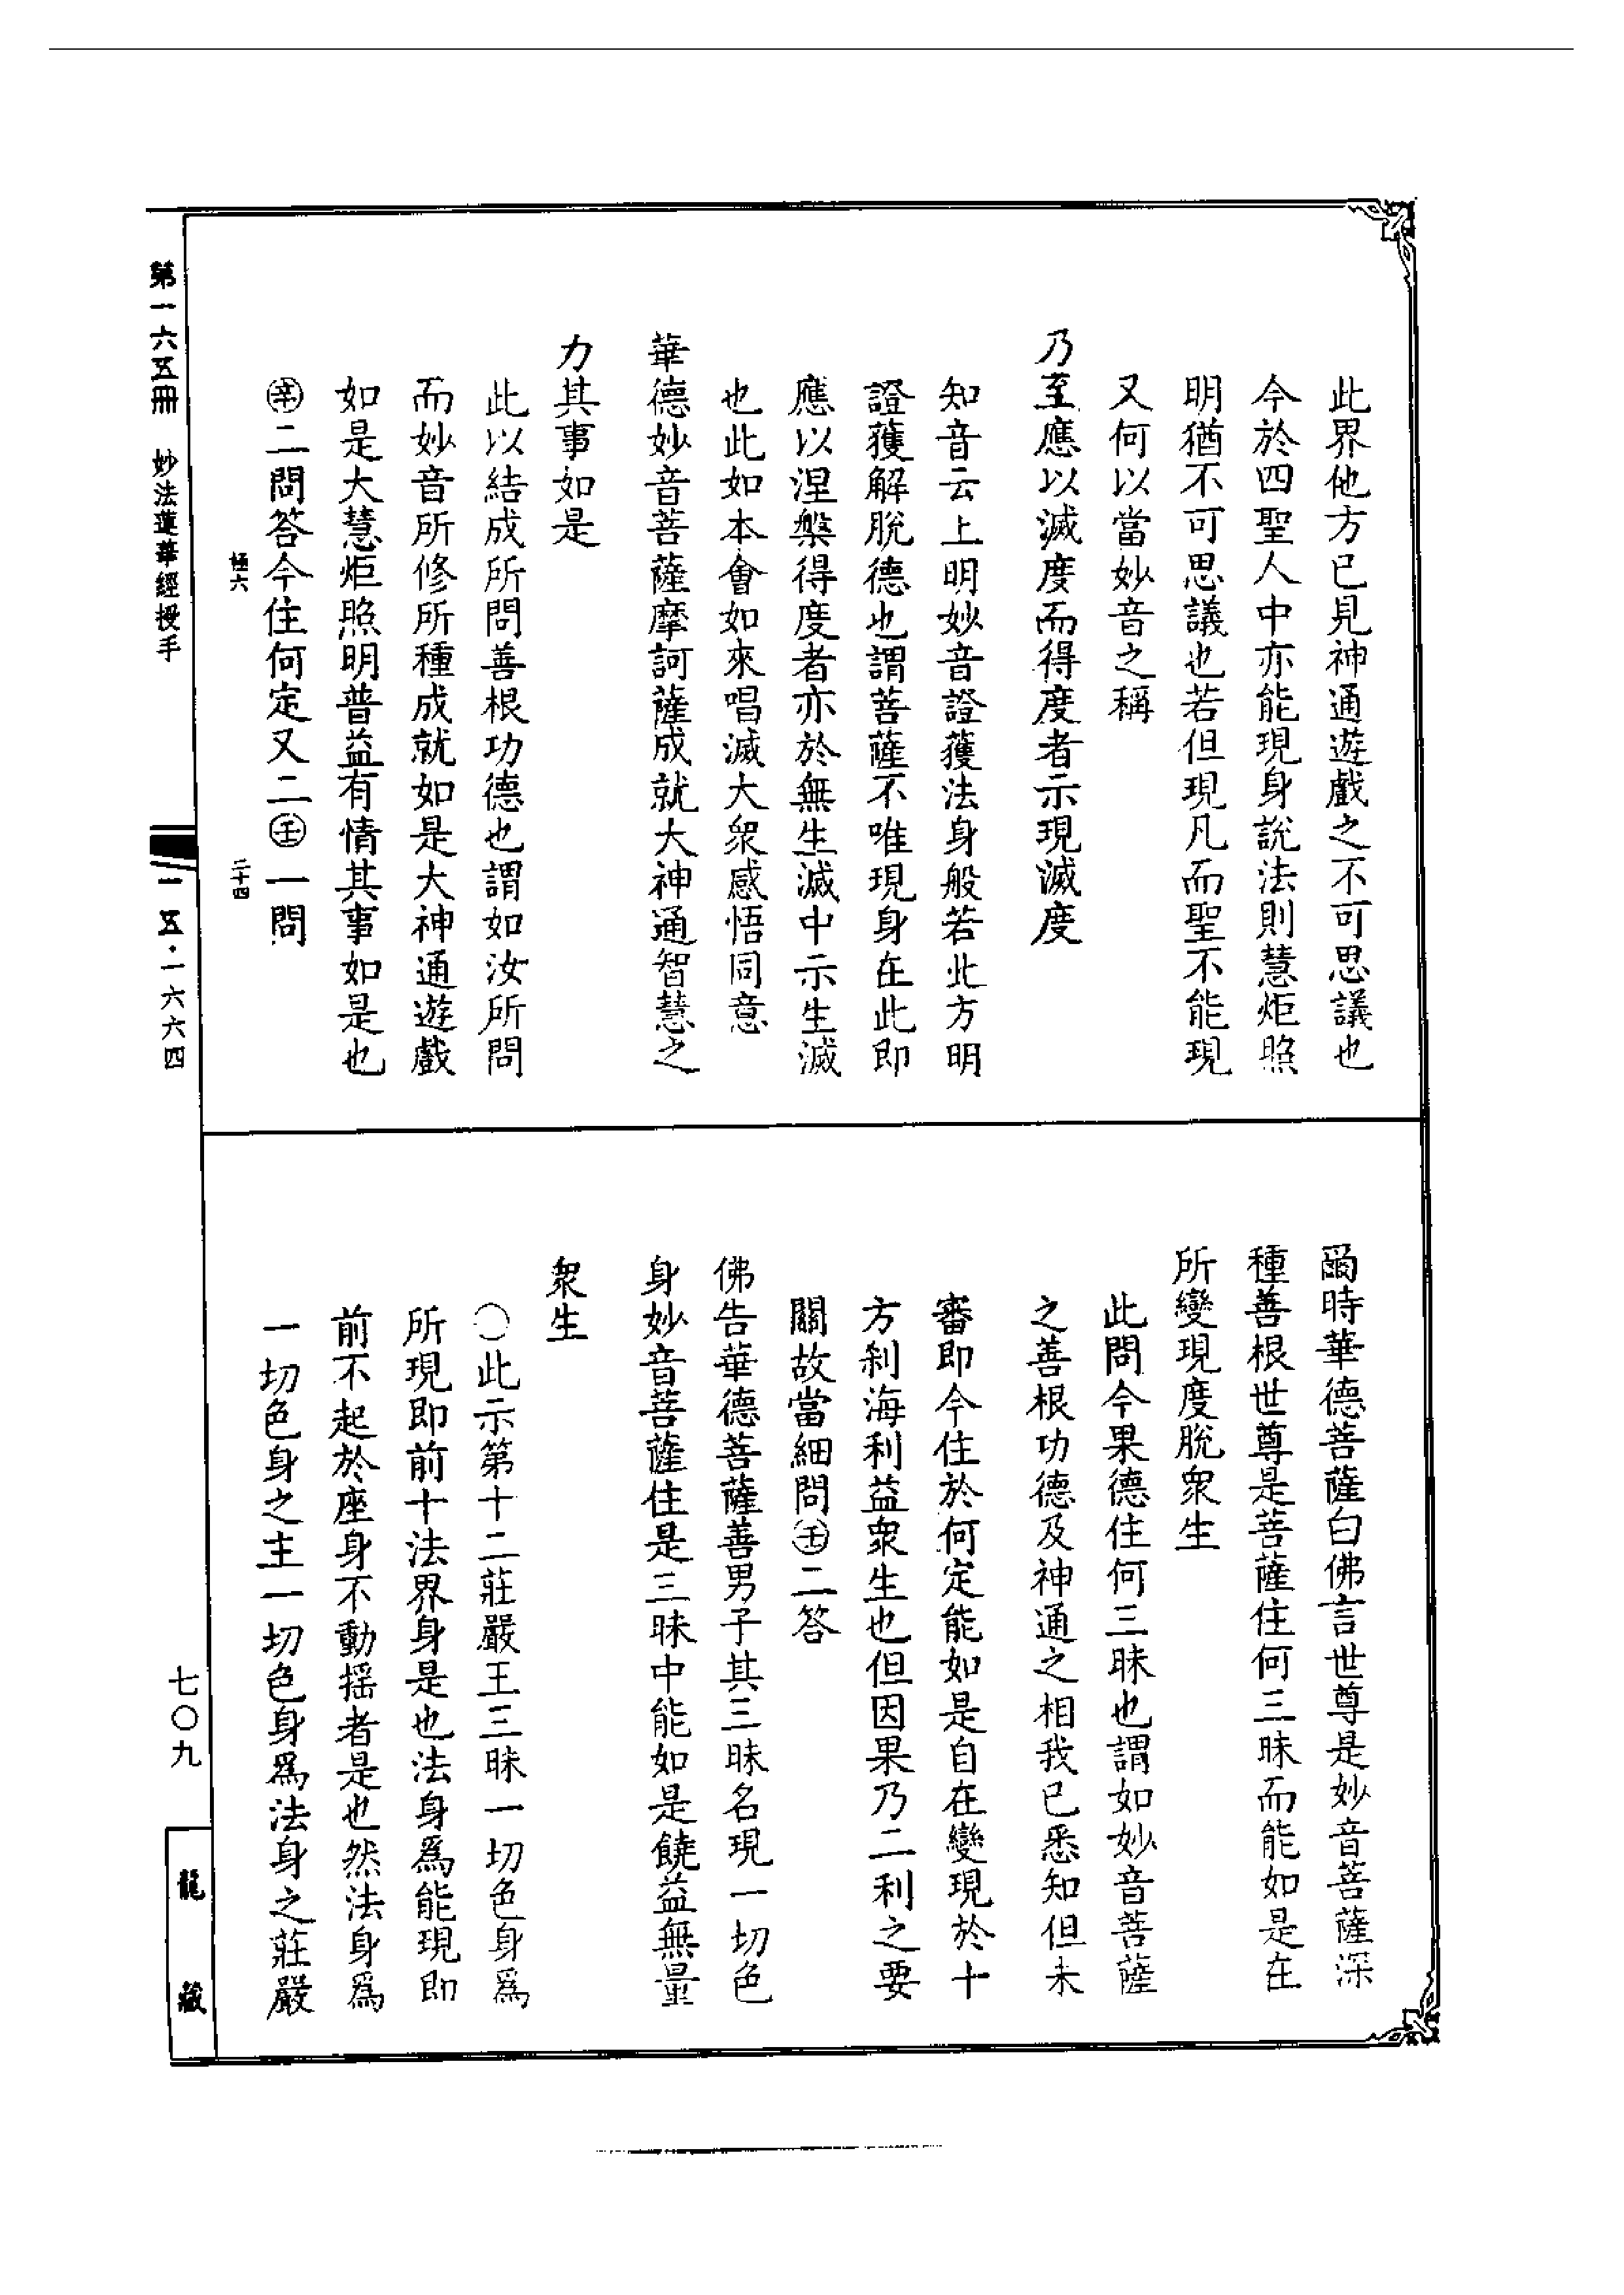 此界他方已見神通遊戲之不可思議也
今於四聖人中亦能現身說法則慧炬照
明猶不可思議也若但現凡而聖不能現
又何以當妙音之稱
乃至應以滅度而得度者示現滅度
知音云上明妙音證獲法身般若此方明
證獲解脫德也謂菩薩不唯現身在此即
應以涅槃得度者亦於無生滅中示生滅
也此如本會如來唱滅大衆感悟同意
華德妙音菩薩摩訶薩成就大神通智慧之
力其事如是
此以結成所問善根功德也謂如汝所問
而妙音所修所種成就如是大神通遊戲
如是大慧炬照明普益有情其事如是也
㊛二問答今住何定又二㊬一問
爾時華德菩薩白佛言世尊是妙音菩薩深
種善根世尊是菩薩住何三昧而能如是在
所變現度脫衆生
此問今果德住何三昧也謂如妙音菩薩
之善根功德及神通之相我已悉知但未
審即今住於何定能如是自在變現於十
方刹海利益衆生也但因果乃二利之要
關故當細問㊬二答
佛告華德菩薩善男子其三昧名現一切色
身妙音菩薩住是三昧中能如是饒益無量
衆生
○此示第十二莊嚴王三昧一切色身爲
所現即前十法界身是也法身爲能現即
前不起於座身不動搖者是也然法身爲
一切色身之主一切色身爲法身之莊嚴
第一六五冊 妙法蓮華經授手
一五·一六六四
七〇九
龍藏
二十四